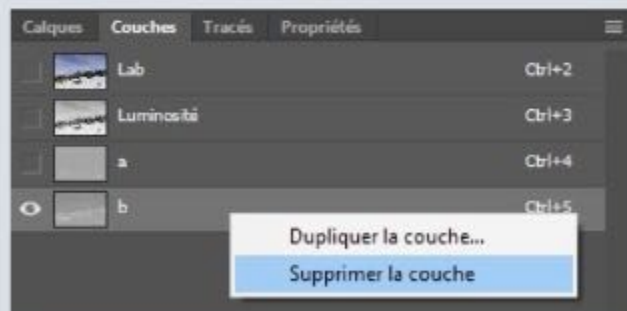 Calques Couches Tracés Propriétés
Lab Ctrl+2
Luminosité Ctrl+3
a Ctrl+4
b Ctrl+5
Dupliquer la couche...
Supprimer la couche